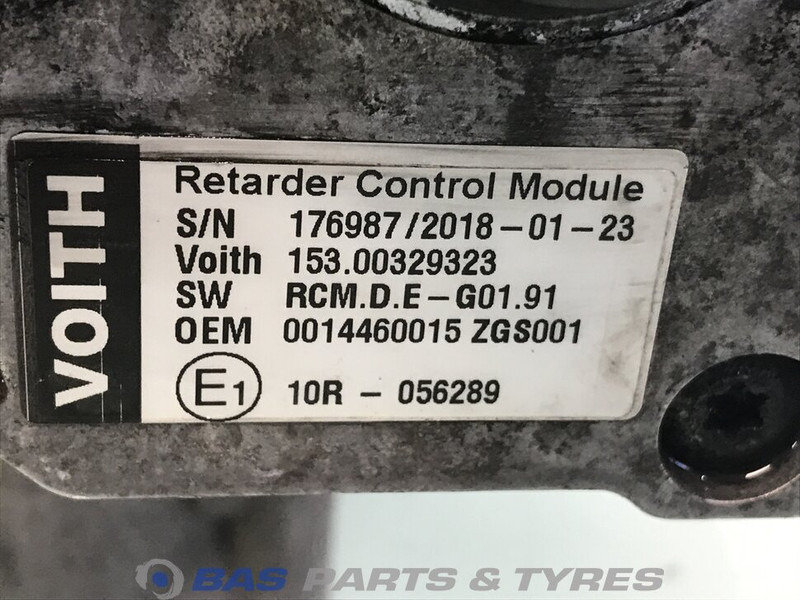 VOITH
Retarder Control Module
S/N 176987/2018-01-23
Voith 153.00329323
SW RCM.D.E-G01.91
OEM 0014460015 ZGS001
E1 10R - 056289
BAS PARTS & TYRES